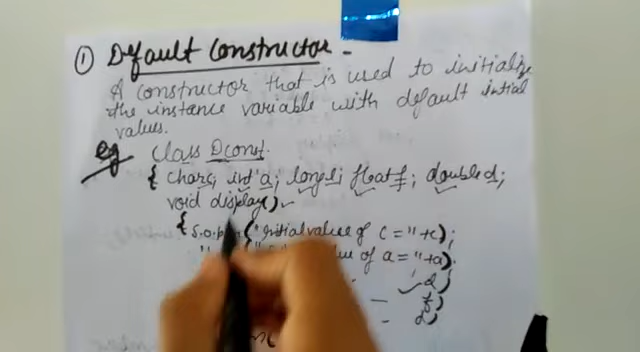 ① Default Constructor -
A constructor that is used to initialize
the instance variable with default intial
values.
eg class Dconst
{ char c; int a; long l; float f; double d;
void display()
{ S.o.p ("initial value of c = "+c);
of a = "+a);